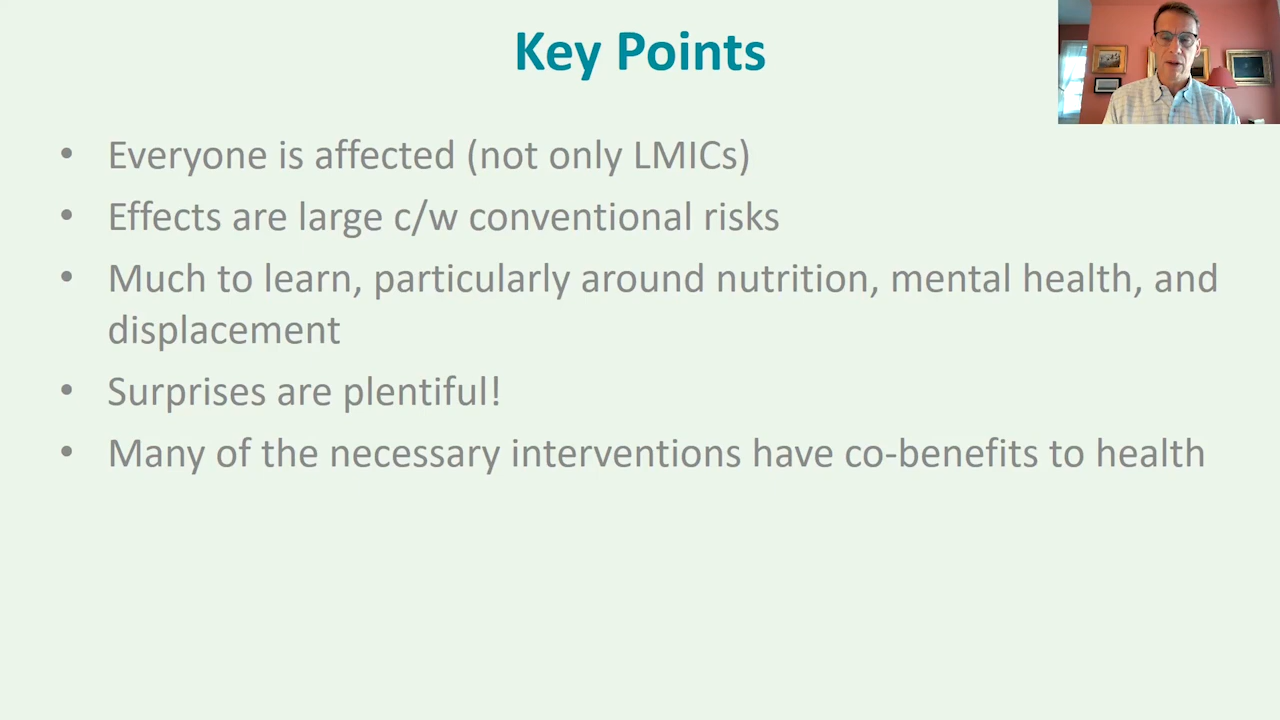 Key Points
• Everyone is affected (not only LMICs)
• Effects are large c/w conventional risks
• Much to learn, particularly around nutrition, mental health, and
displacement
• Surprises are plentiful!
• Many of the necessary interventions have co-benefits to health